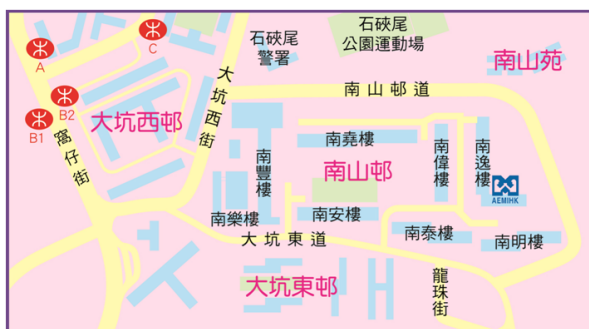 A
C
B1
B2
窩仔街
大坑西邨
大坑西街
石硤尾
警署
石硤尾
公園運動場
南山苑
南山邨道
南豐樓
南堯樓
南山邨
南偉樓
南逸樓
AEMIHK
南樂樓
南安樓
南泰樓
南明樓
大坑東道
大坑東邨
龍珠街